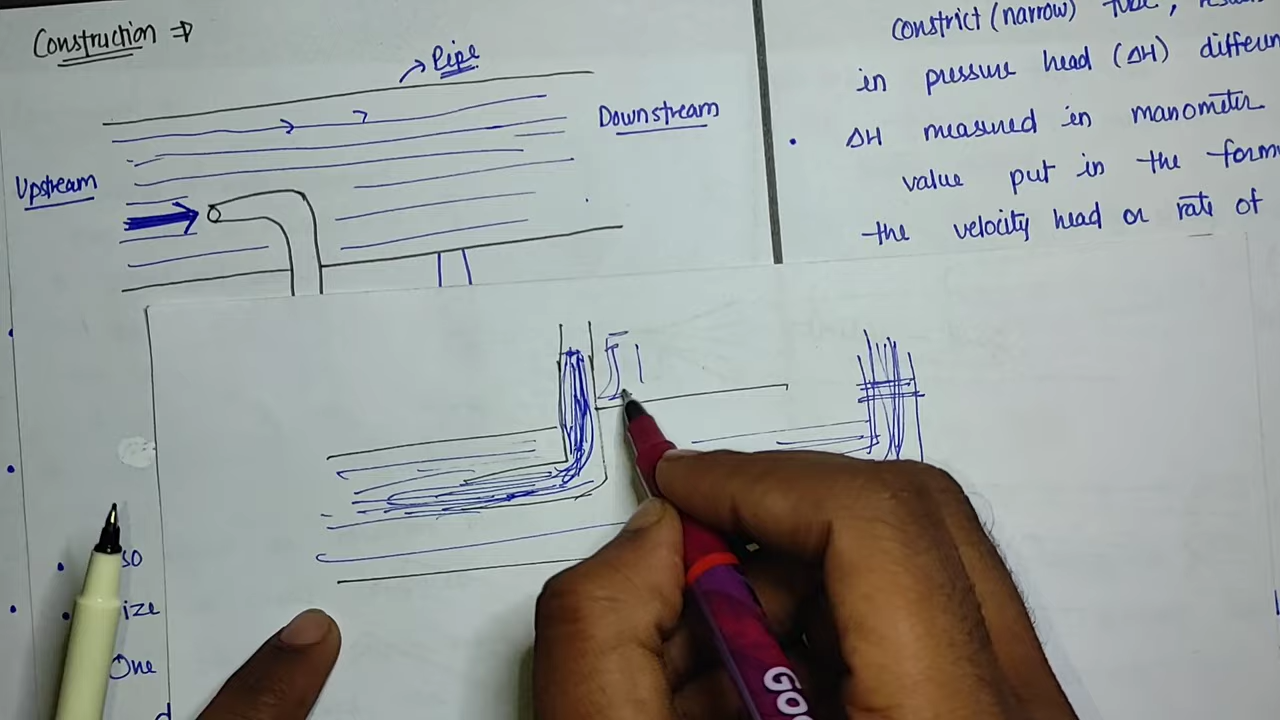 Construction ⇒
Pipe
Downstream
Upstream
constrict (narrow)
in pressure head (ΔH)
• ΔH measured in manometer
value put in the
the velocity head or rate of
so
ize
One
d